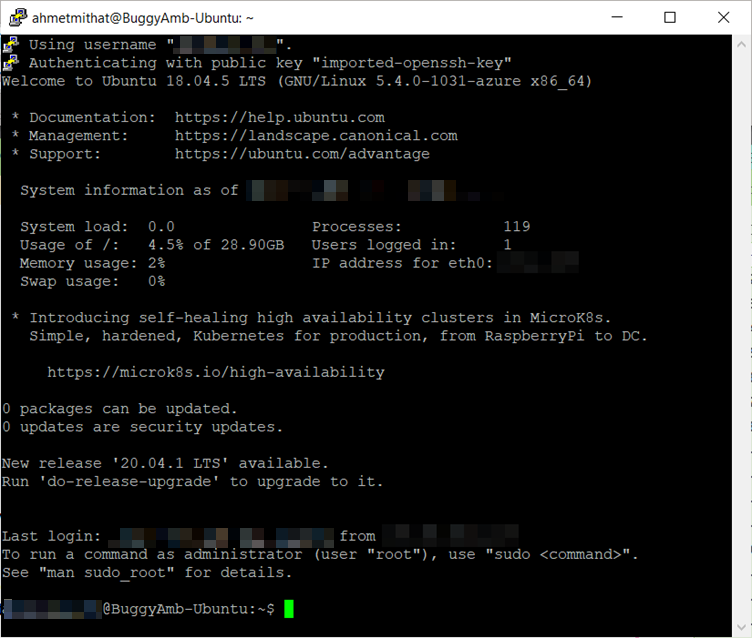 ahmetmithat@BuggyAmb-Ubuntu: ~
Using username "
".
Authenticating with public key "imported-openssh-key"
Welcome to Ubuntu 18.04.5 LTS (GNU/Linux 5.4.0-1031-azure x86_64)
* Documentation:  https://help.ubuntu.com
* Management:     https://landscape.canonical.com
* Support:        https://ubuntu.com/advantage
System information as of
System load:  0.0               Processes:           119
Usage of /:   4.5% of 28.90GB   Users logged in:     1
Memory usage: 2%                IP address for eth0:
Swap usage:   0%
* Introducing self-healing high availability clusters in MicroK8s.
Simple, hardened, Kubernetes for production, from RaspberryPi to DC.
https://microk8s.io/high-availability
0 packages can be updated.
0 updates are security updates.
New release '20.04.1 LTS' available.
Run 'do-release-upgrade' to upgrade to it.
Last login: from
To run a command as administrator (user "root"), use "sudo <command>".
See "man sudo_root" for details.
@BuggyAmb-Ubuntu:~$